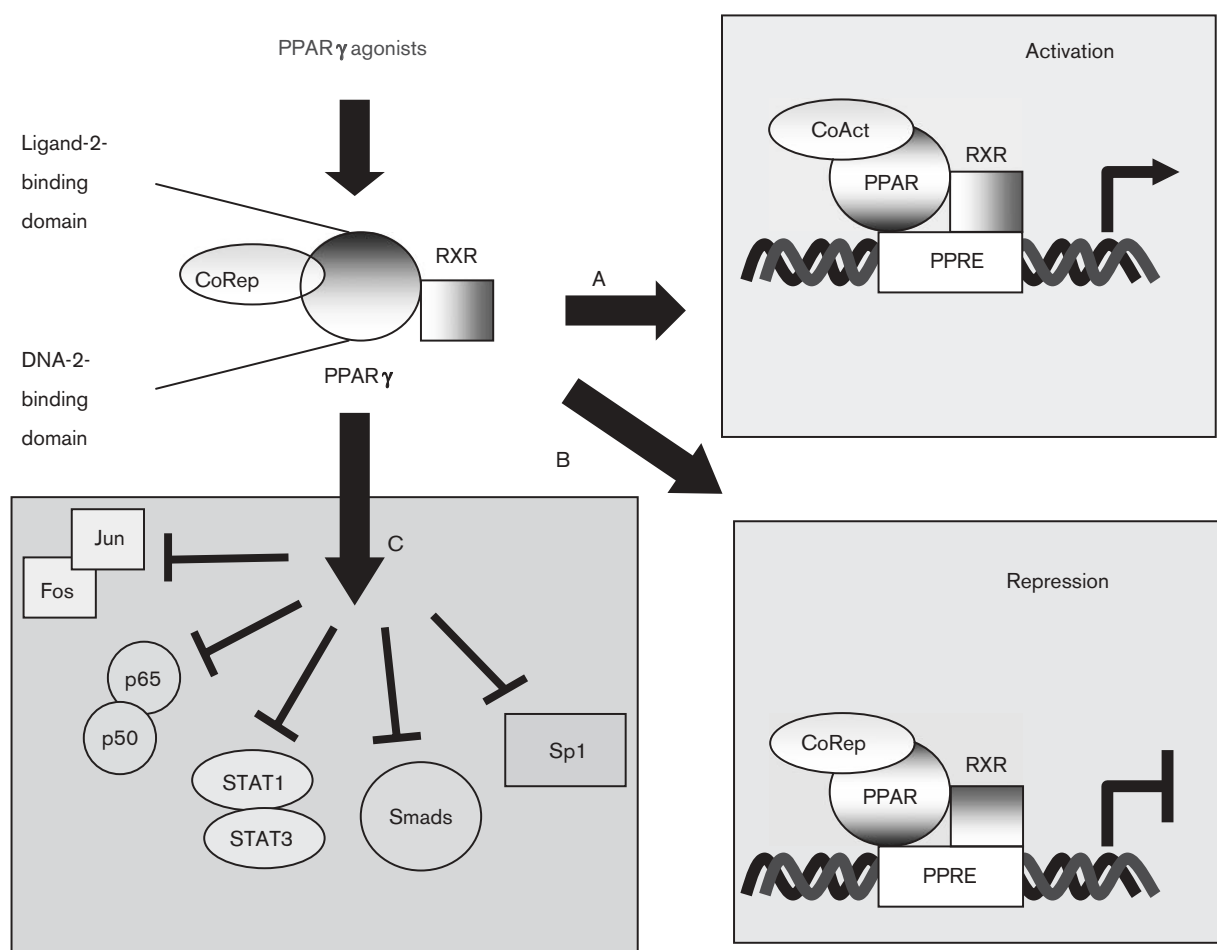 PPARγ agonists
Ligand-2-
binding
domain
CoRep
RXR
DNA-2-
binding
domain
PPARγ
A
B
C
Activation
CoAct
PPAR
RXR
PPRE
Jun
Fos
p65
p50
STAT1
STAT3
Smads
Sp1
Repression
CoRep
PPAR
RXR
PPRE